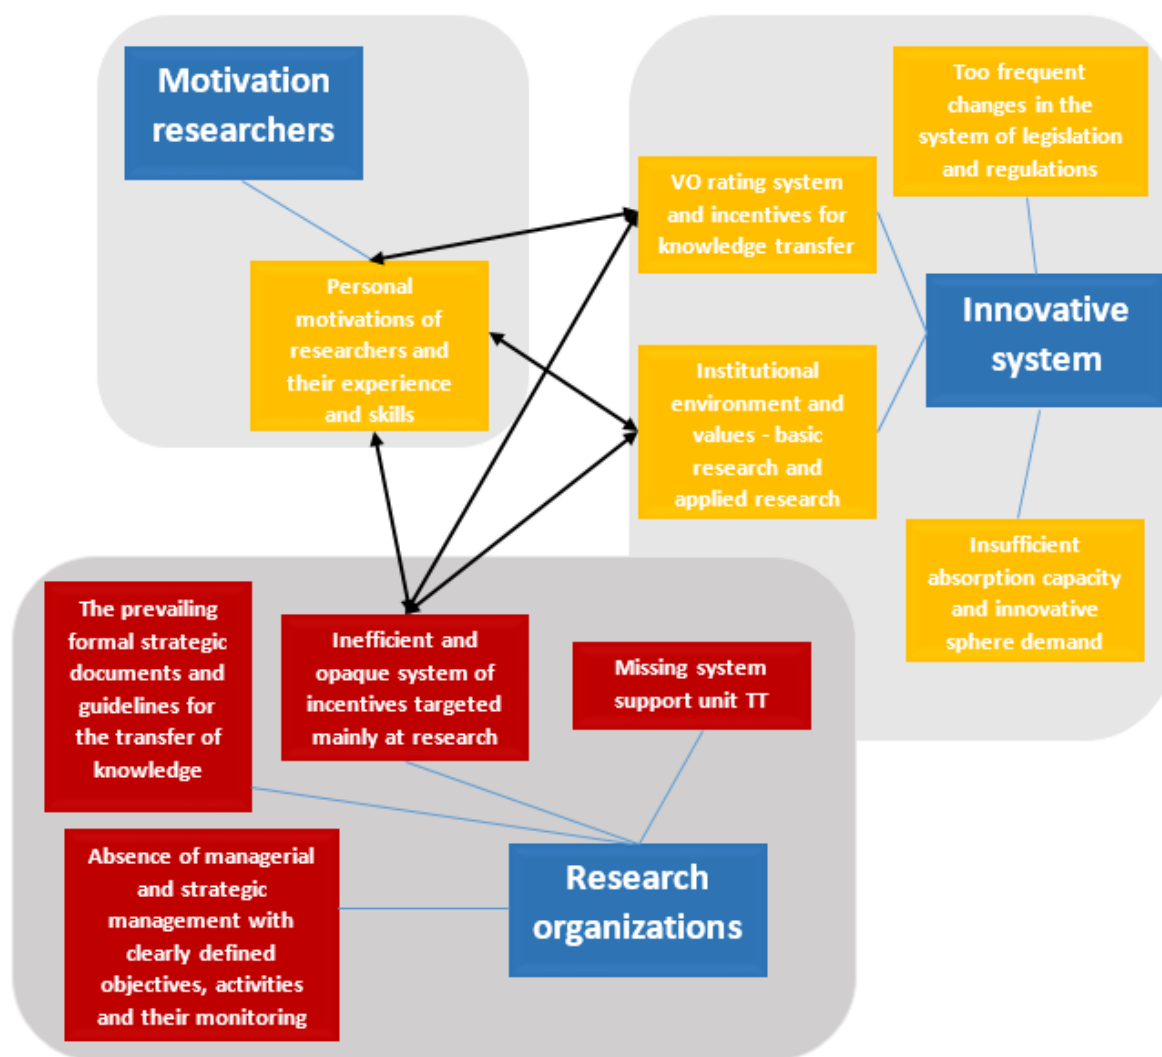 Motivation
researchers
Personal
motivations of
researchers and
their experience
and skills
Too frequent
changes in the
system of legislation
and regulations
VO rating system
and incentives for
knowledge transfer
Innovative
system
Institutional
environment and
values - basic
research and
applied research
Insufficient
absorption capacity
and innovative
sphere demand
The prevailing
formal strategic
documents and
guidelines for
the transfer of
knowledge
Inefficient and
opaque system of
incentives targeted
mainly at research
Missing system
support unit TT
Absence of managerial
and strategic
management with
clearly defined
objectives, activities
and their monitoring
Research
organizations